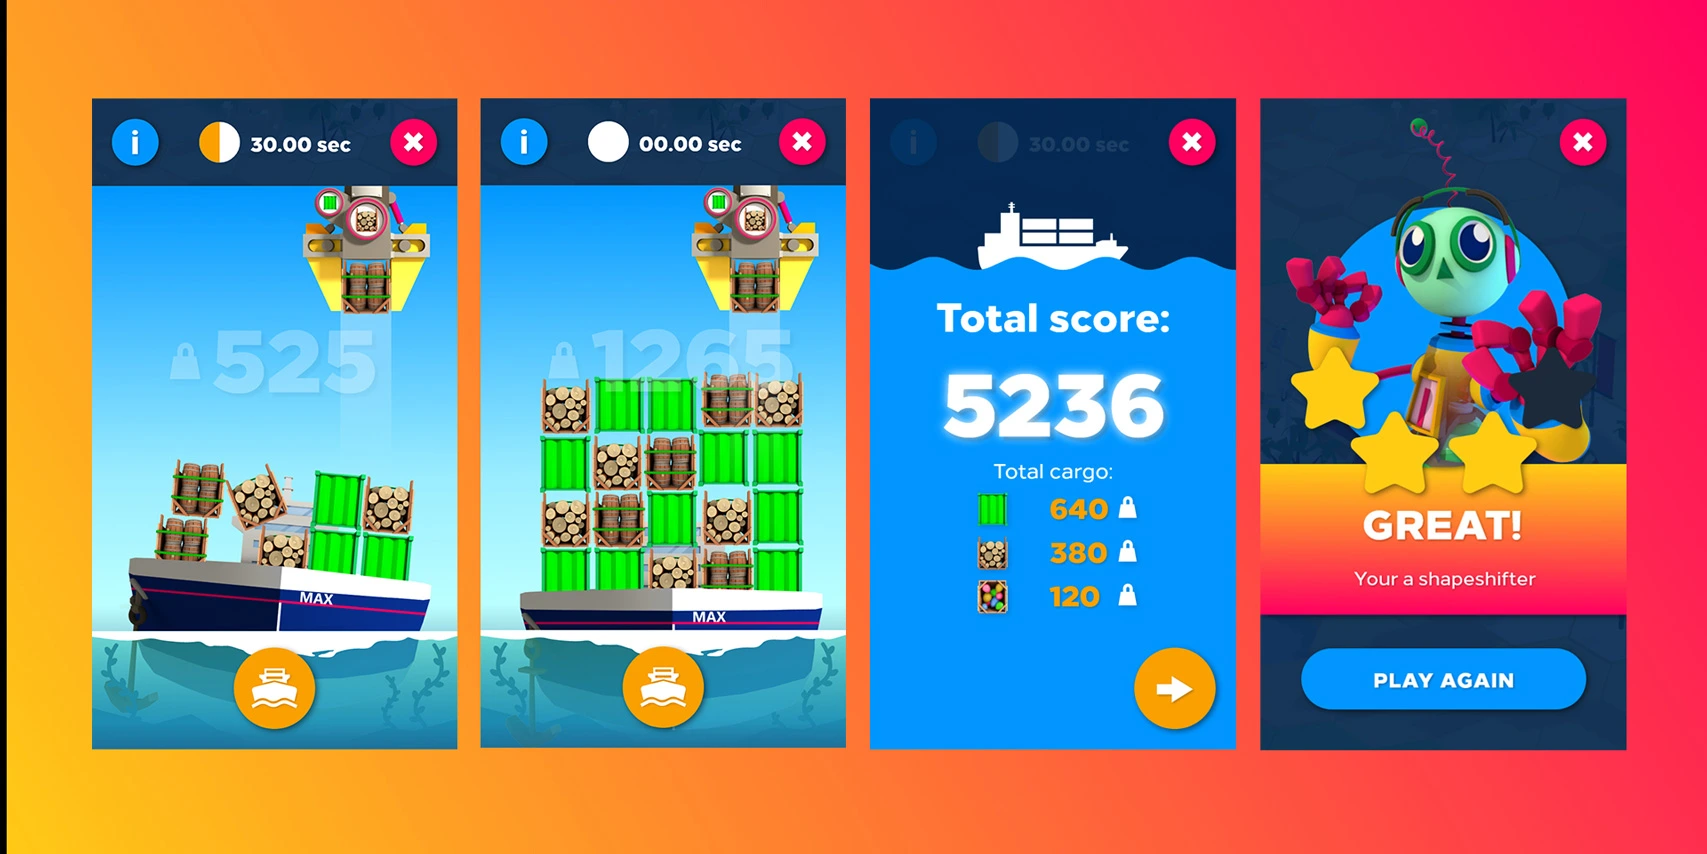 i
30.00 sec
525
MAX
i
00.00 sec
1265
MAX
i
30.00 sec
Total score:
5236
Total cargo:
640
380
120
GREAT!
Your a shapeshifter
PLAY AGAIN